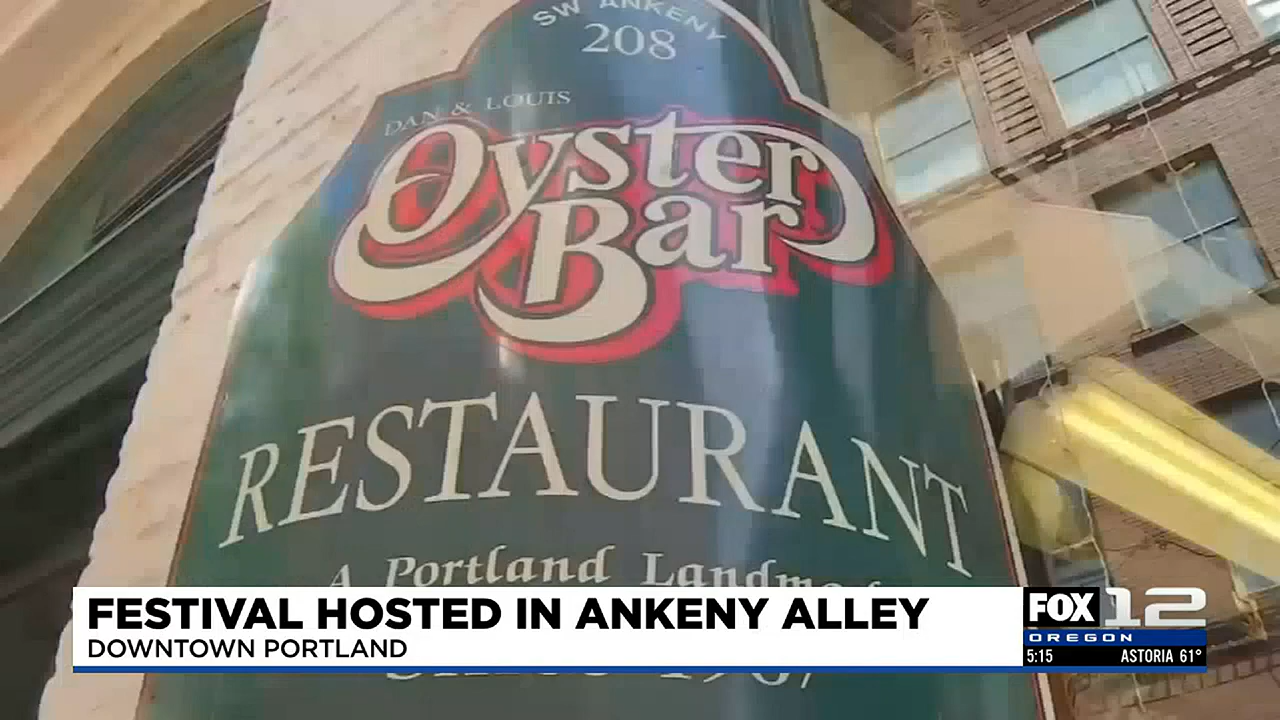 SW ANKENY
208
DAN & LOUIS
Oyster
Bar
RESTAURANT
A Portland
FESTIVAL HOSTED IN ANKENY ALLEY
DOWNTOWN PORTLAND
FOX 12
OREGON
5:15 ASTORIA 61°